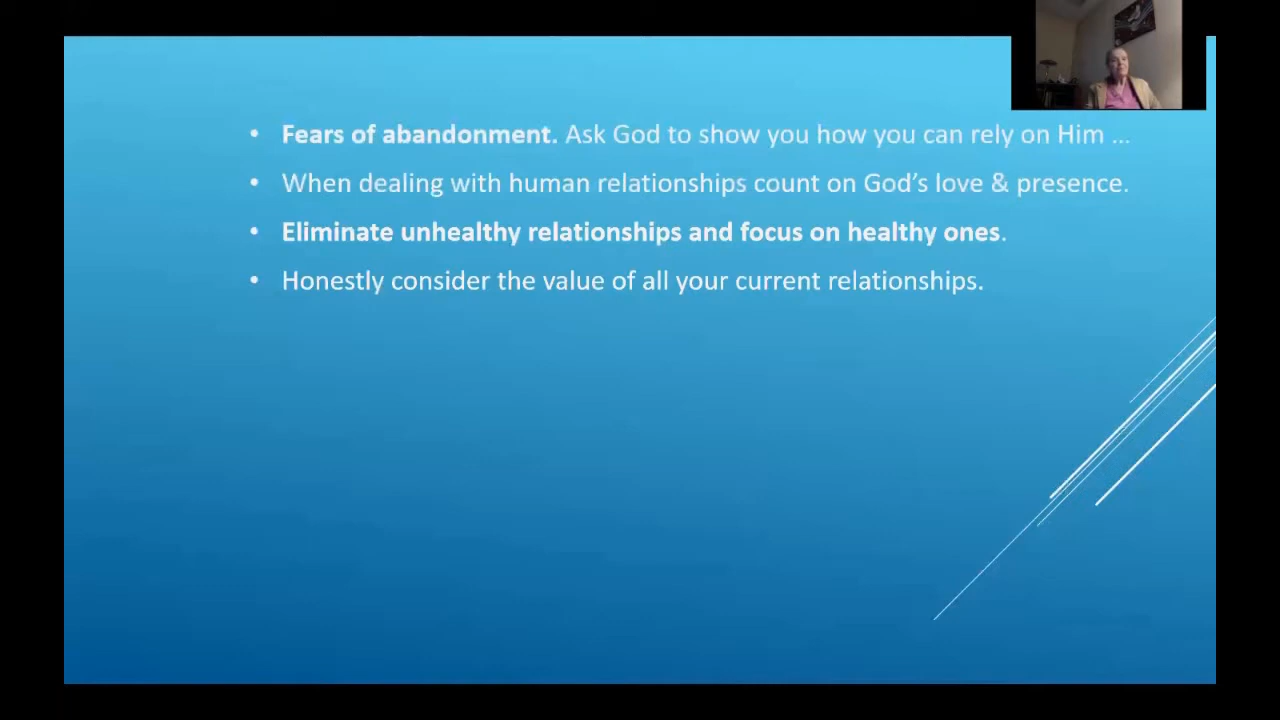 • Fears of abandonment. Ask God to show you how you can rely on Him ...
• When dealing with human relationships count on God's love & presence.
• Eliminate unhealthy relationships and focus on healthy ones.
• Honestly consider the value of all your current relationships.